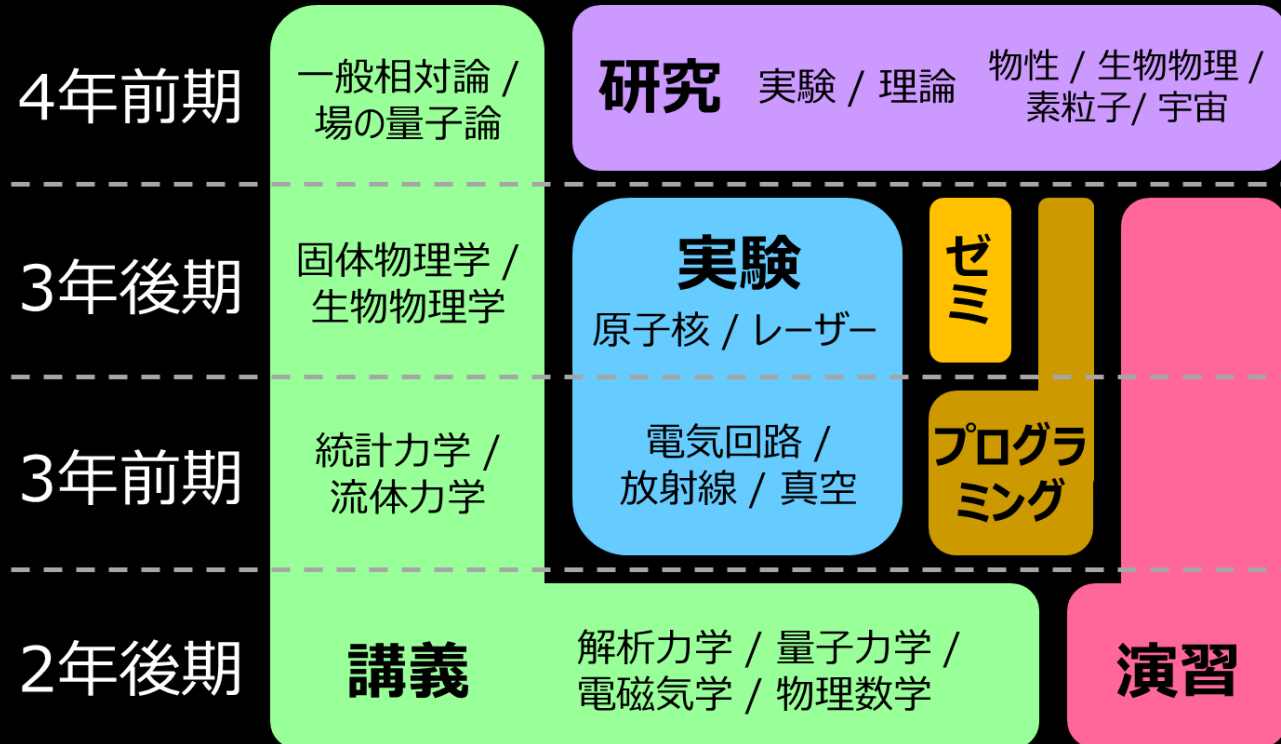 4年前期
一般相対論 /
場の量子論
研究
実験 / 理論
物性 / 生物物理 /
素粒子/ 宇宙
3年後期
固体物理学 /
生物物理学
実験
原子核 / レーザー
ゼミ
3年前期
統計力学 /
流体力学
電気回路 /
放射線 / 真空
プログラ
ミング
2年後期
講義
解析力学 / 量子力学 /
電磁気学 / 物理数学
演習